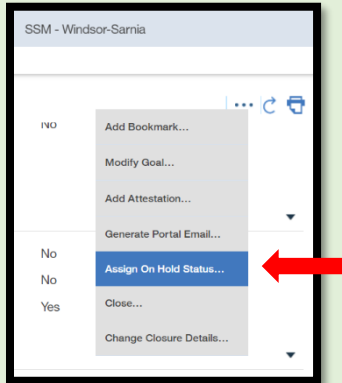 SSM - Windsor-Sarnia
No
Add Bookmark...
Modify Goal...
Add Attestation...
Generate Portal Email...
No
Assign On Hold Status...
No
Yes
Close...
Change Closure Details...